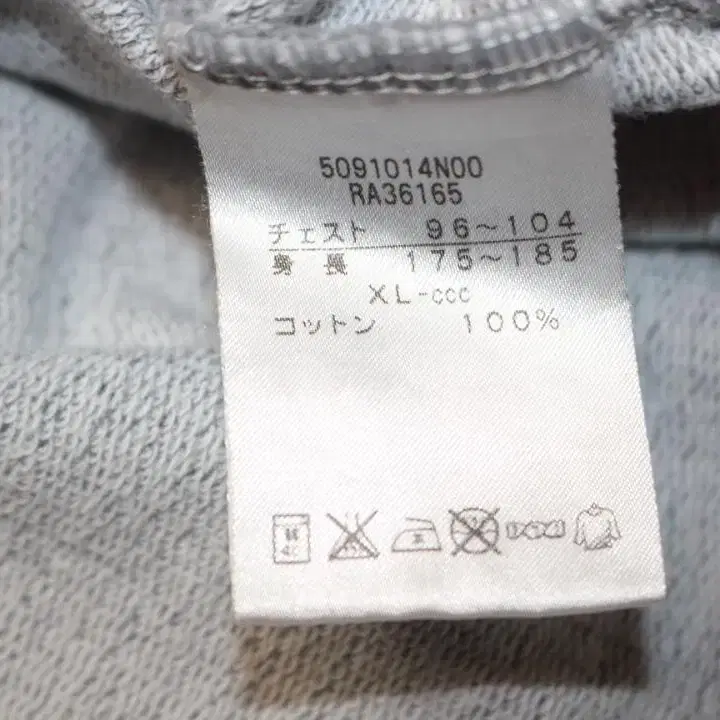 5091014N00
RA36165
チェスト 96~104
身長 175~185
XL-ccc
コットン 100%